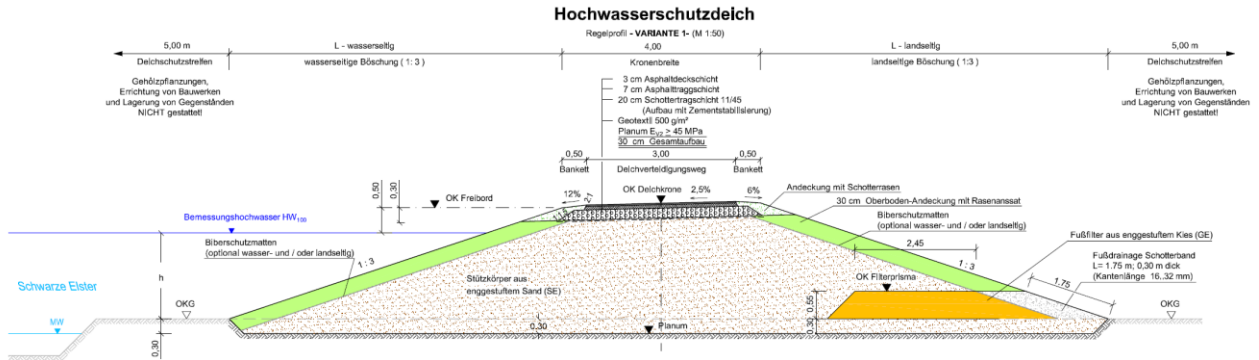 Hochwasserschutzdeich
Regelprofil - VARIANTE 1- (M 1:50)
5,00 m
L - wasserseitig
4,00
L - landseitig
5,00 m
Deichschutzstreifen
wasserseitige Böschung ( 1: 3 )
Kronenbreite
landseitige Böschung (1:3 )
Deichschutzstreifen
Gehölzpflanzungen,
Errichtung von Bauwerken
und Lagerung von Gegenständen
NICHT gestattet!
3 cm Asphaltdeckschicht
7 cm Asphalttraggschicht
20 cm Schottertragschicht 11/45
(Aufbau mit Zementstabilisierung)
Geotextil 500 g/m²
Planum EV2 ≥ 45 MPa
30 cm Gesamtaufbau
Gehölzpflanzungen,
Errichtung von Bauwerken
und Lagerung von Gegenständen
NICHT gestattet!
0,50
3,00
0,50
Bankett
Deichverteidigungsweg
Bankett
0,50
0,30
OK Freibord
12%
2:1
OK Deichkrone
2,5%
6%
Andeckung mit Schotterrasen
30 cm Oberboden-Andeckung mit Rasenanssat
Bemessungshochwasser HW100
Biberschutzmatten
(optional wasser- und / oder landseitig)
Biberschutzmatten
(optional wasser- und / oder landseitig)
2,45
Fußfilter aus enggestuftem Kies (GE)
h
1 : 3
1 : 3
Fußdrainage Schotterband
L= 1.75 m; 0,30 m dick
(Kantenlänge 16..32 mm)
Schwarze Elster
Stützkörper aus
enggestuftem Sand (SE)
OK Filterprisma
1,75
OKG
0,55
OKG
MW
0,30
0,30
Planum
0,30